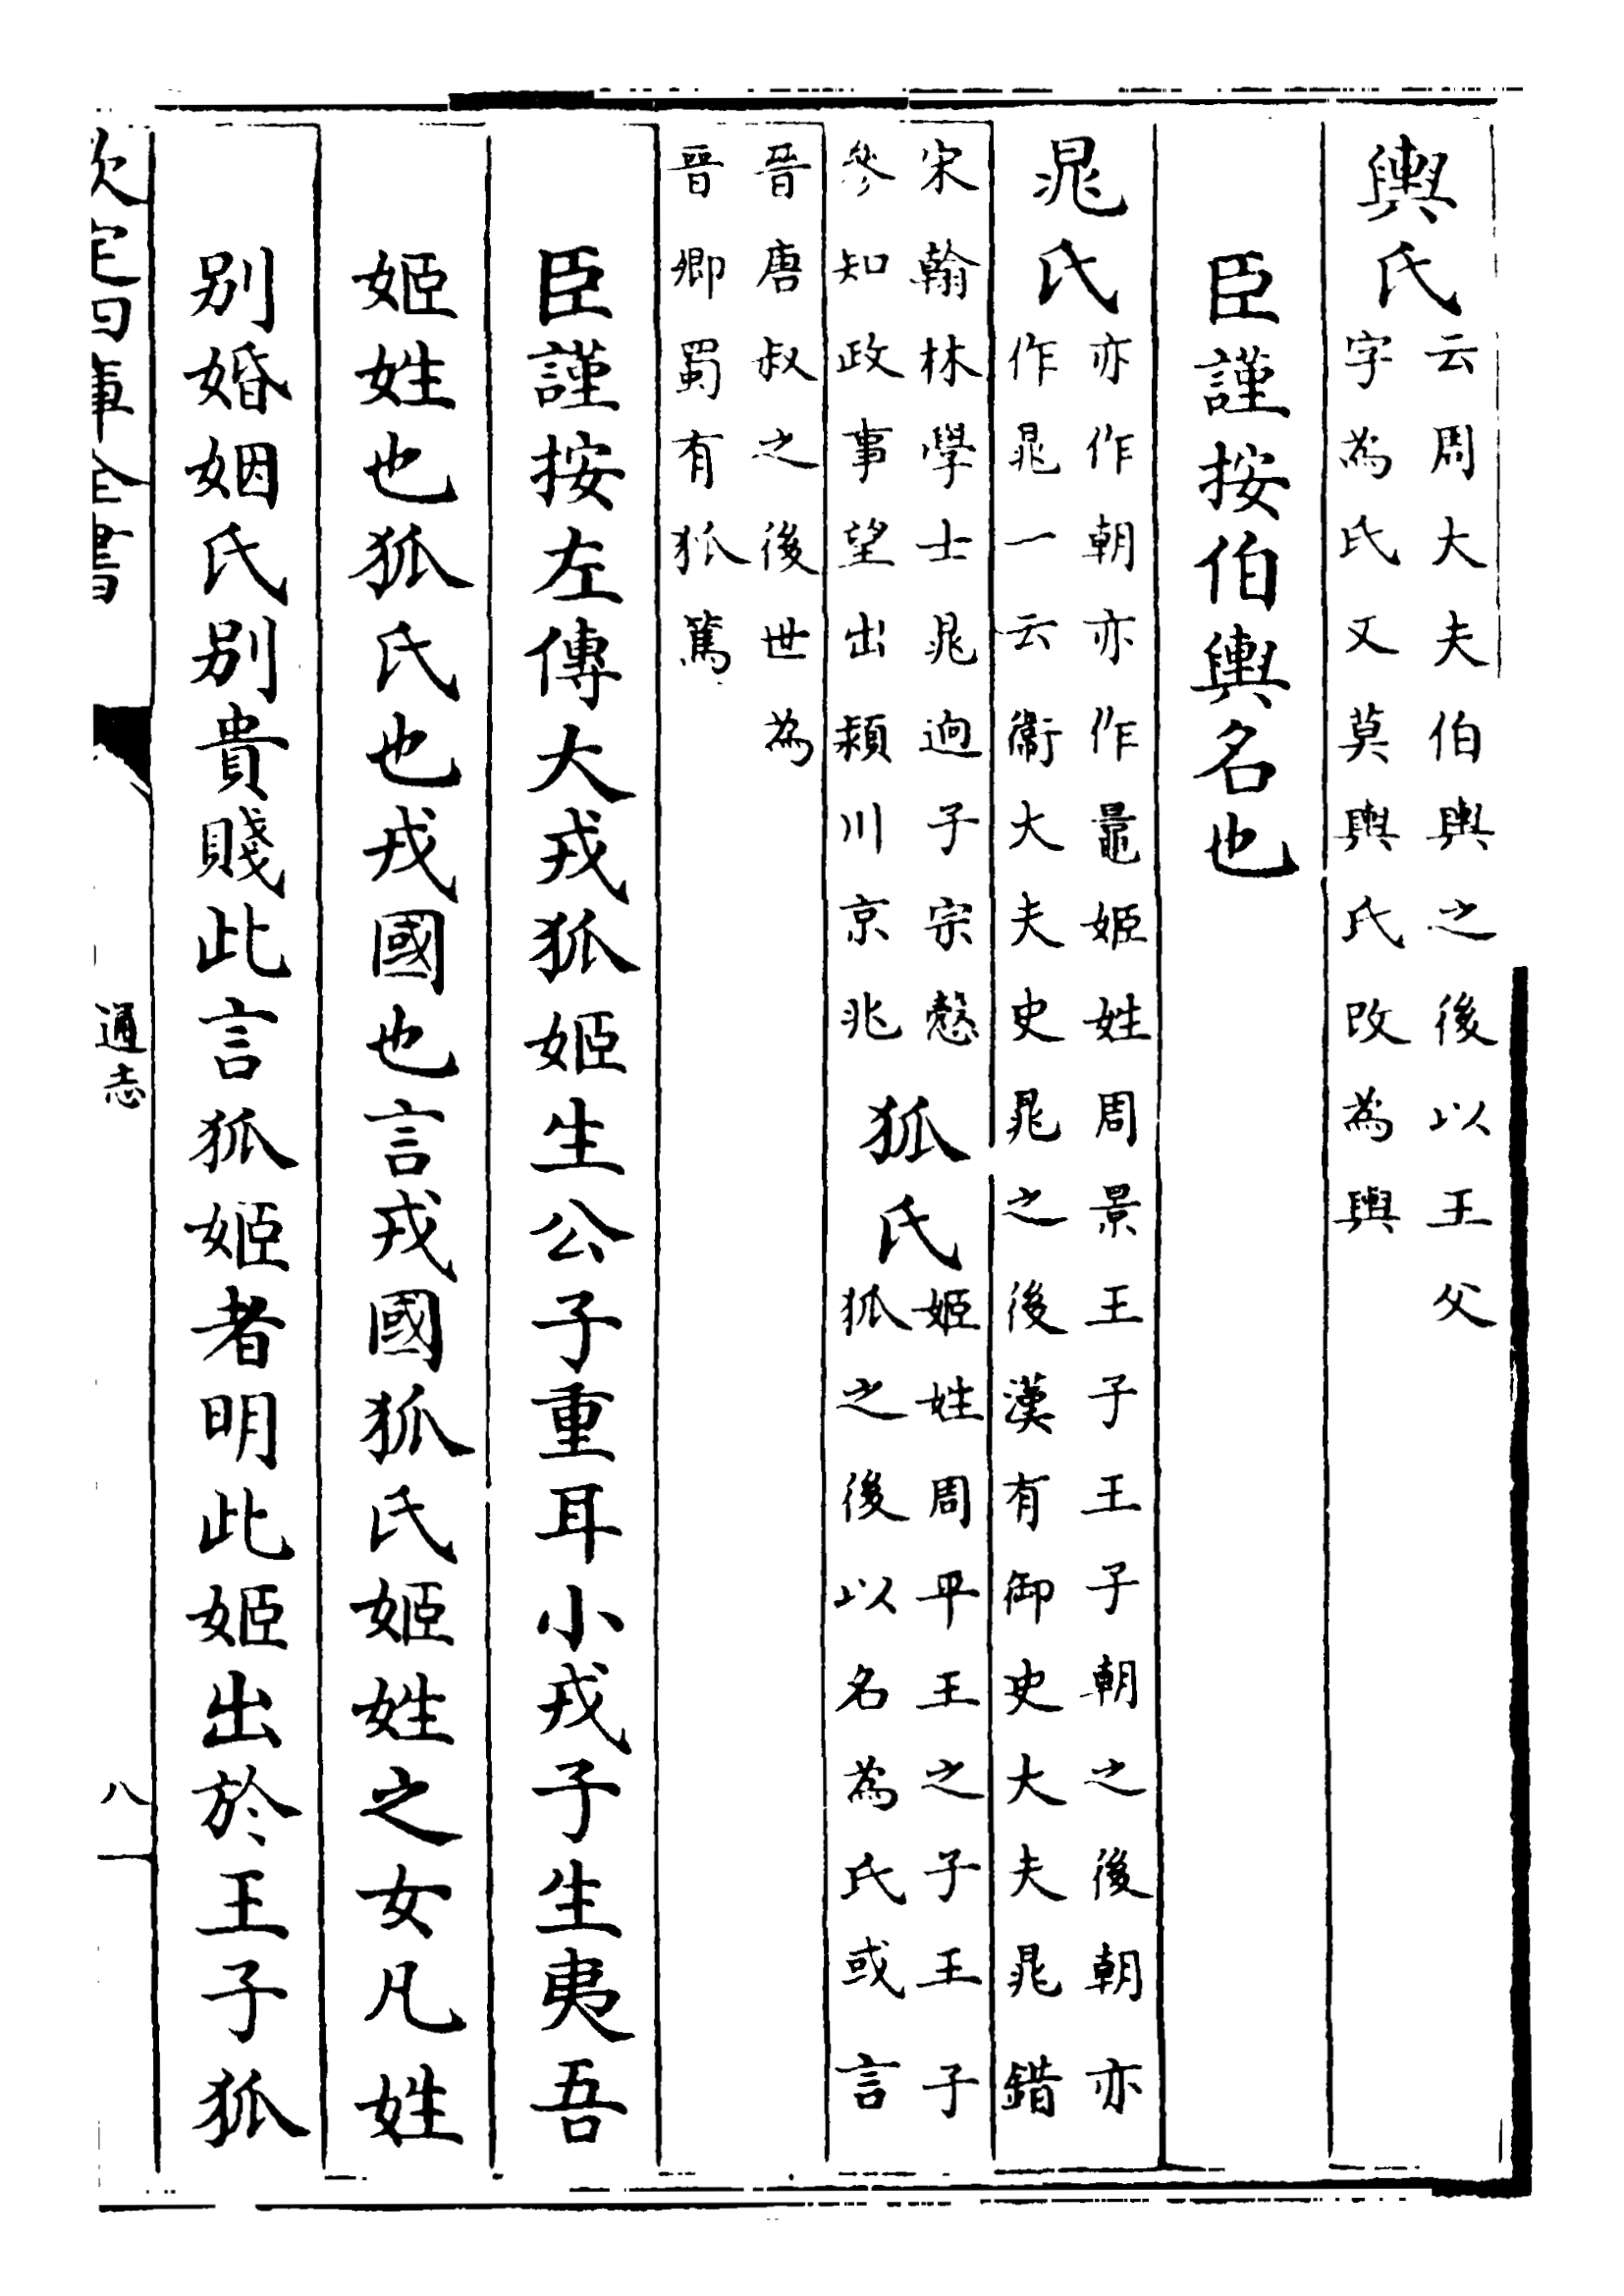 輿氏云周大夫伯輿之後以王父
字為氏又莫輿氏改為輿
臣謹按伯輿名也
晁氏亦作朝亦作鼂姬姓周景王子王子朝之後朝亦
作晁一云衞大夫史晁之後漢有御史大夫晁錯
宋翰林學士晁迥子宗慤
參知政事望出潁川京兆
狐氏姬姓周平王之子王子
狐之後以名為氏或言
晉唐叔之後世為
晉卿蜀有狐篤
臣謹按左傳大戎狐姬生公子重耳小戎子生夷吾
姬姓也狐氏也戎國也言戎國狐氏姬姓之女凡姓
别婚姻氏别貴賤此言狐姬者明此姬出於王子狐
欽定四庫全書
通志
八一